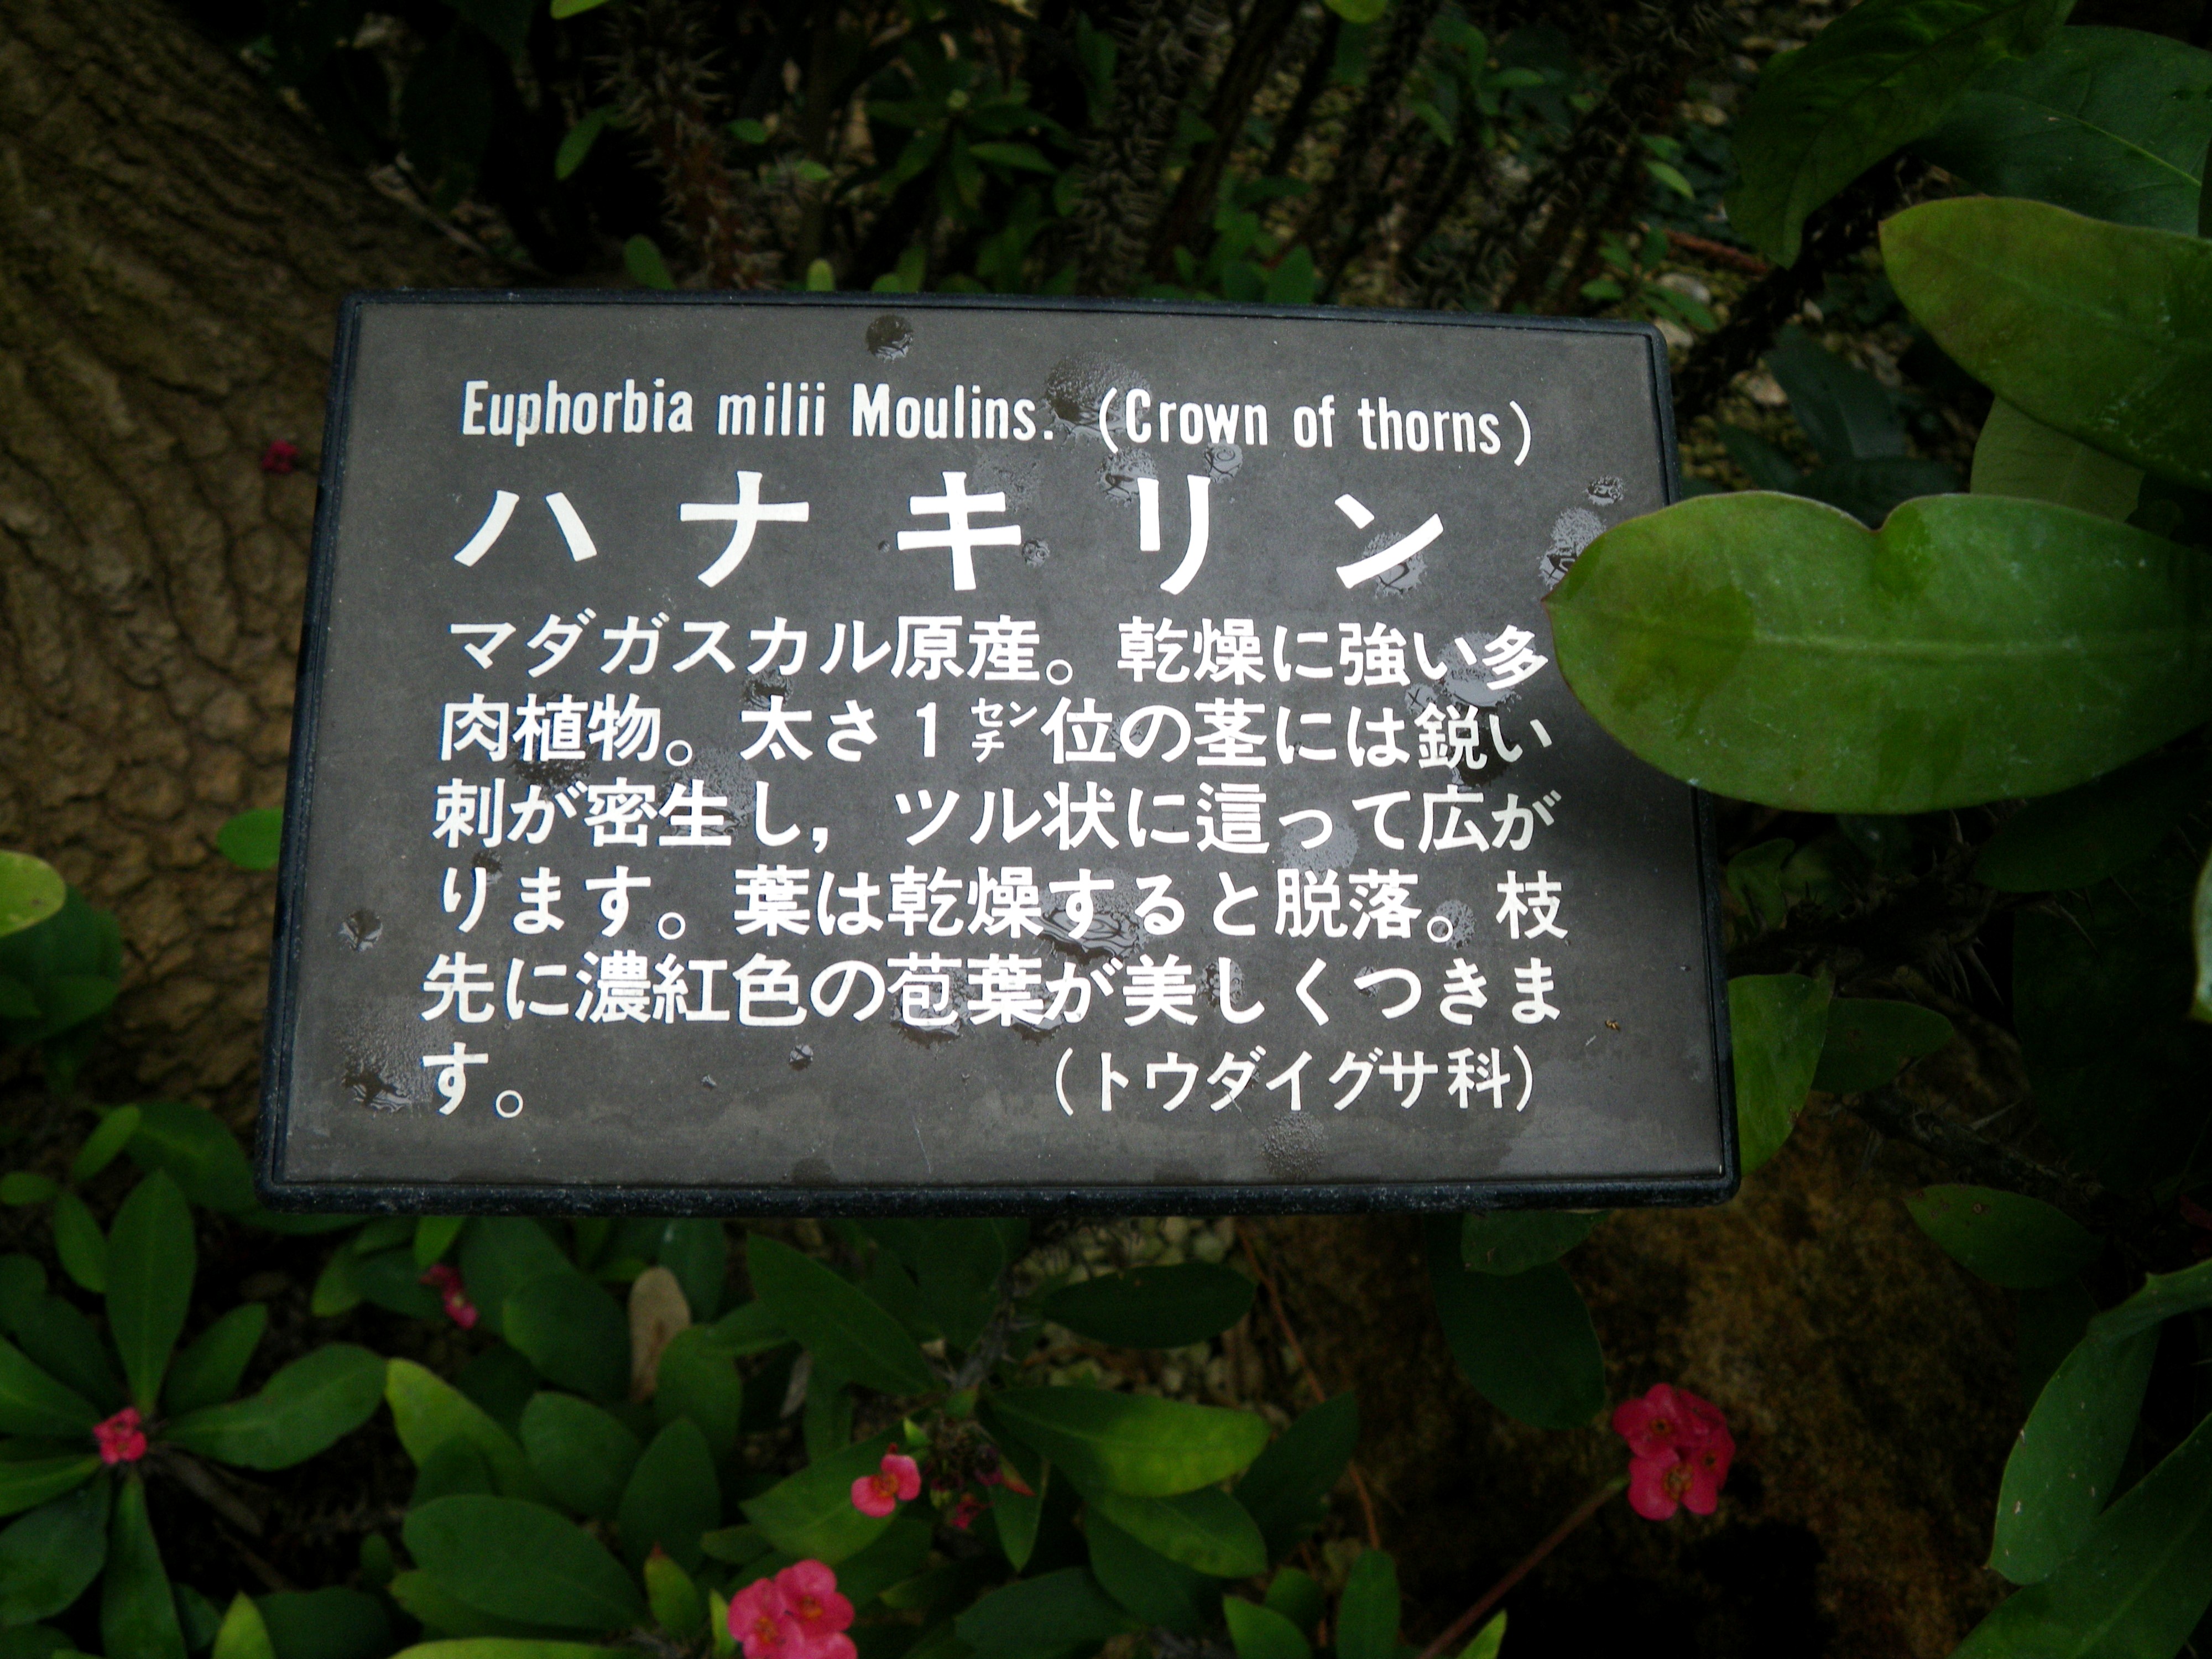 Euphorbia milii Moulins. (Crown of thorns)
ハナキリン
マダガスカル原産。乾燥に強い多
肉植物。太さ1センチ位の茎には鋭い
刺が密生し，ツル状に這って広が
ります。葉は乾燥すると脱落。枝
先に濃紅色の苞葉が美しくつきま
す。 (トウダイグサ科)